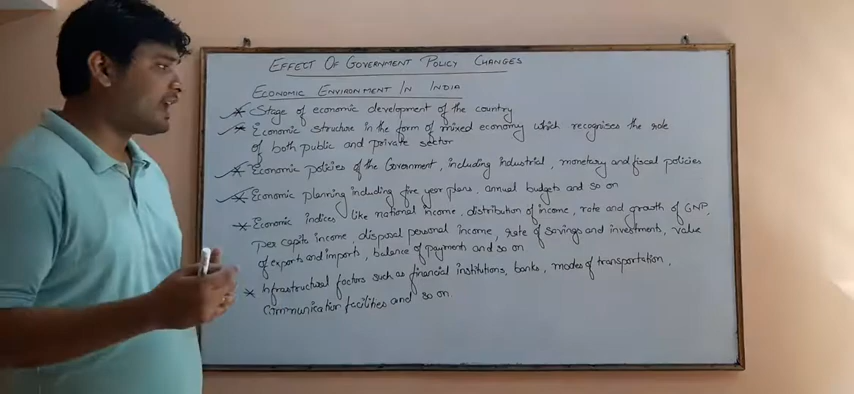 EFFECT OF GOVERNMENT POLICY CHANGES
ECONOMIC ENVIRONMENT IN INDIA
* Stage of economic development of the country
* Economic structure in the form of mixed economy which recognises the role
of both public and private sector
* Economic policies of the Government, including industrial, monetary and fiscal policies
* Economic planning including five year plans, annual budgets and so on
* Economic indices like national income, distribution of income, rate and growth of GNP,
per capita income, disposal personal income, rate of savings and investments, value
of exports and imports, balance of payments and so on
* Infrastructural factors such as financial institutions, banks, modes of transportation,
Communication facilities and so on